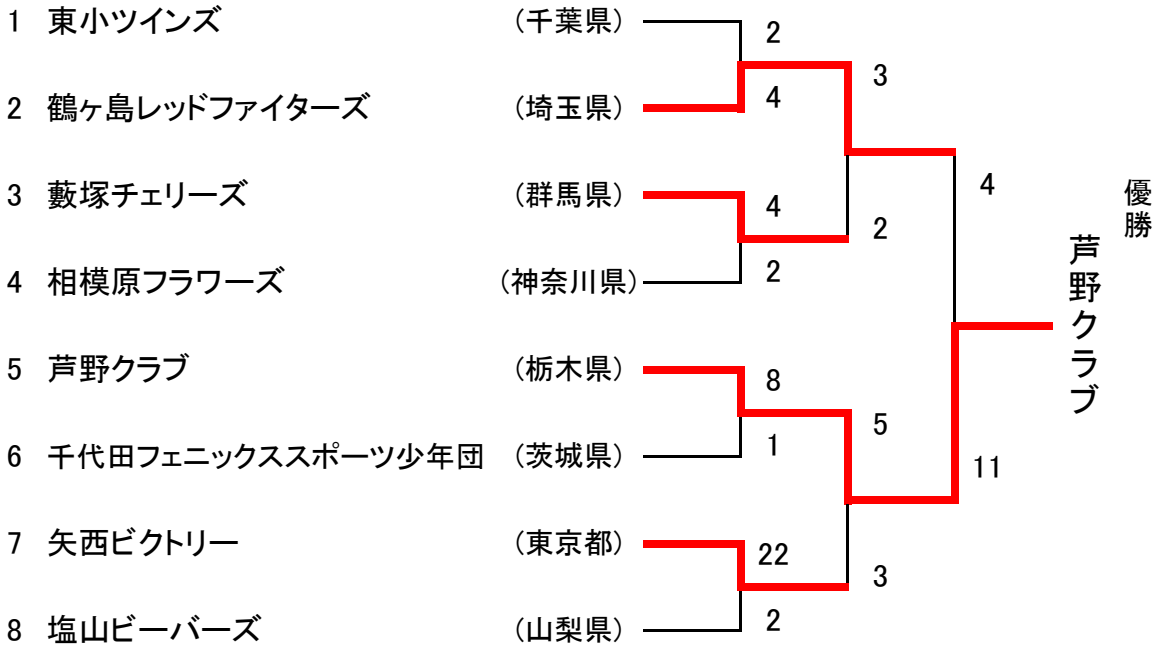 1 東小ツインズ (千葉県) 2
3
2 鶴ヶ島レッドファイターズ (埼玉県) 4
4
3 藪塚チェリーズ (群馬県) 4
2
4 相模原フラワーズ (神奈川県) 2
5 芦野クラブ (栃木県) 8
5
6 千代田フェニックススポーツ少年団 (茨城県) 1
11
7 矢西ビクトリー (東京都) 22
3
8 塩山ビーバーズ (山梨県) 2
優勝
芦野クラブ